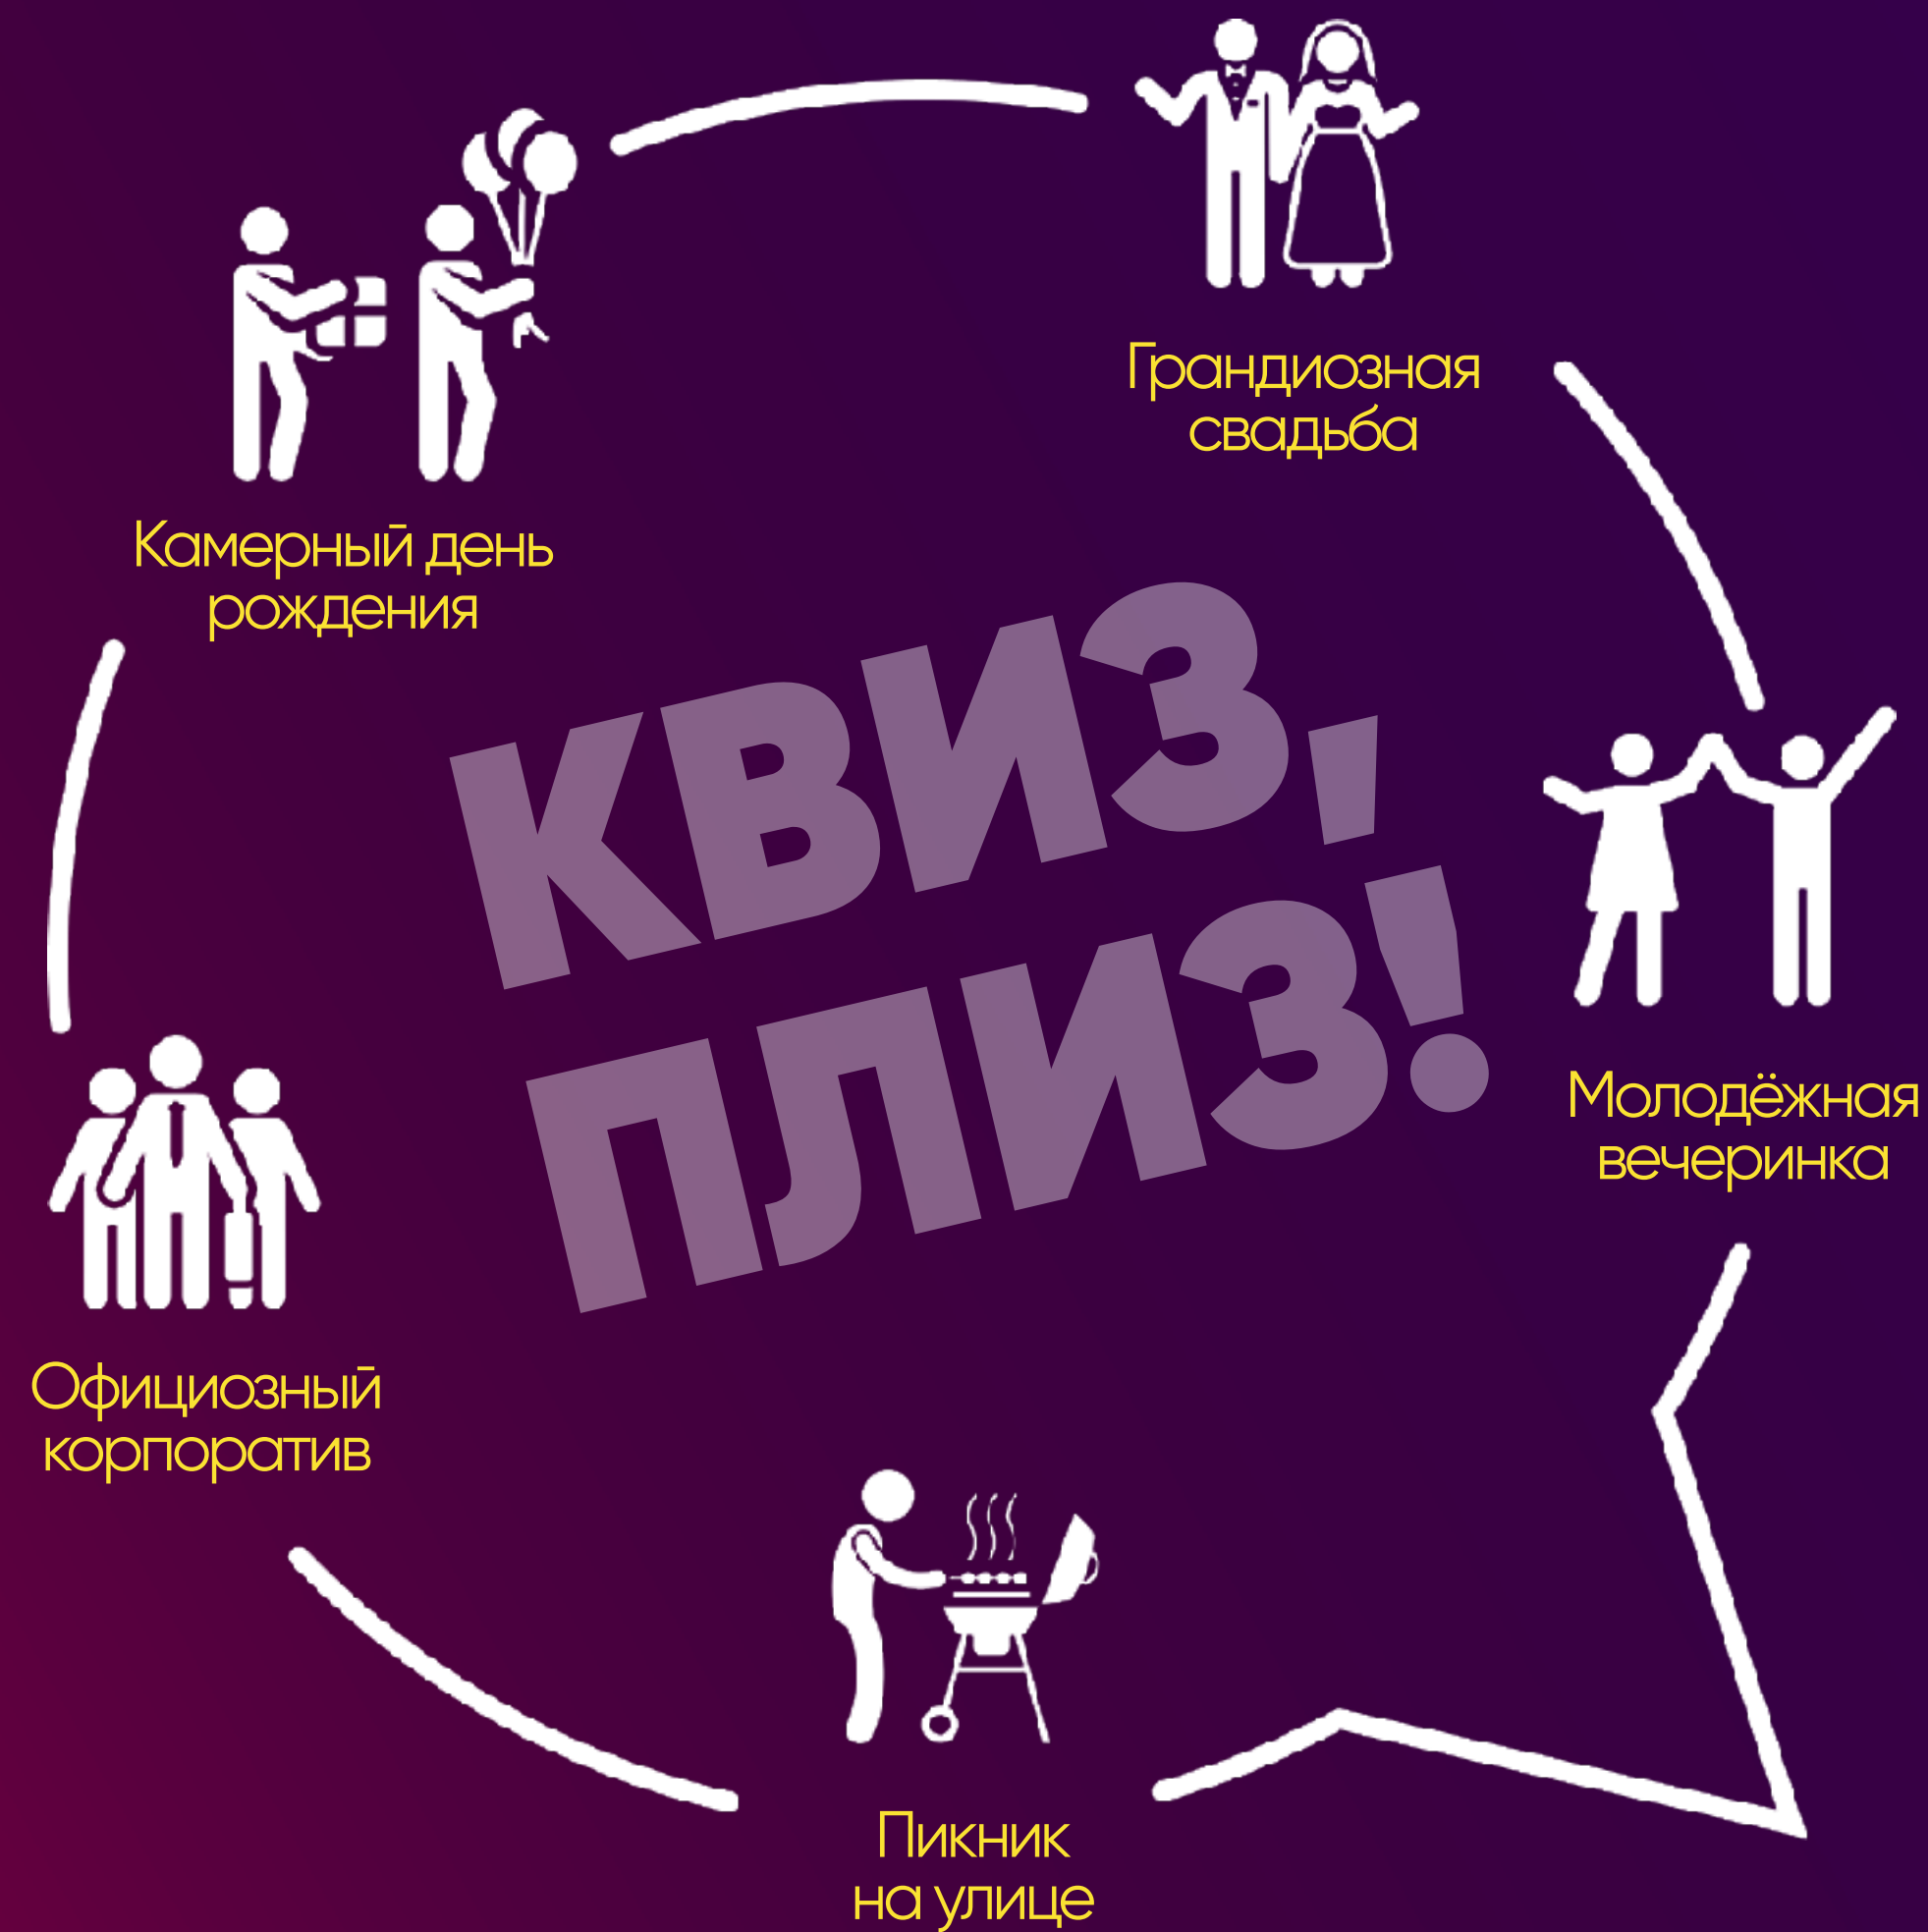 Грандиозная
свадьба
Камерный день
рождения
КВИЗ,
ПЛИЗ!
Молодёжная
вечеринка
Официозный
корпоратив
Пикник
на улице